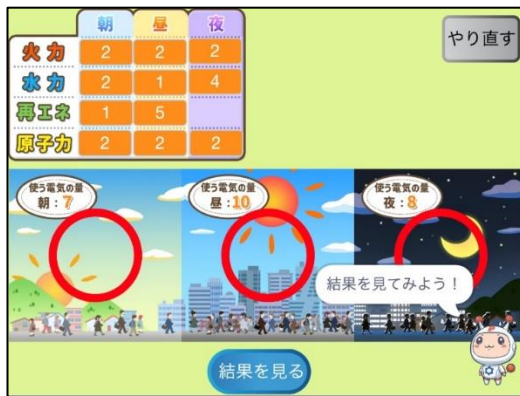 朝 昼 夜
火力 2 2 2
水力 2 1 4
再エネ 1 5
原子力 2 2 2
やり直す
使う電気の量
朝：7
使う電気の量
昼：10
使う電気の量
夜：8
結果を見てみよう！
結果を見る